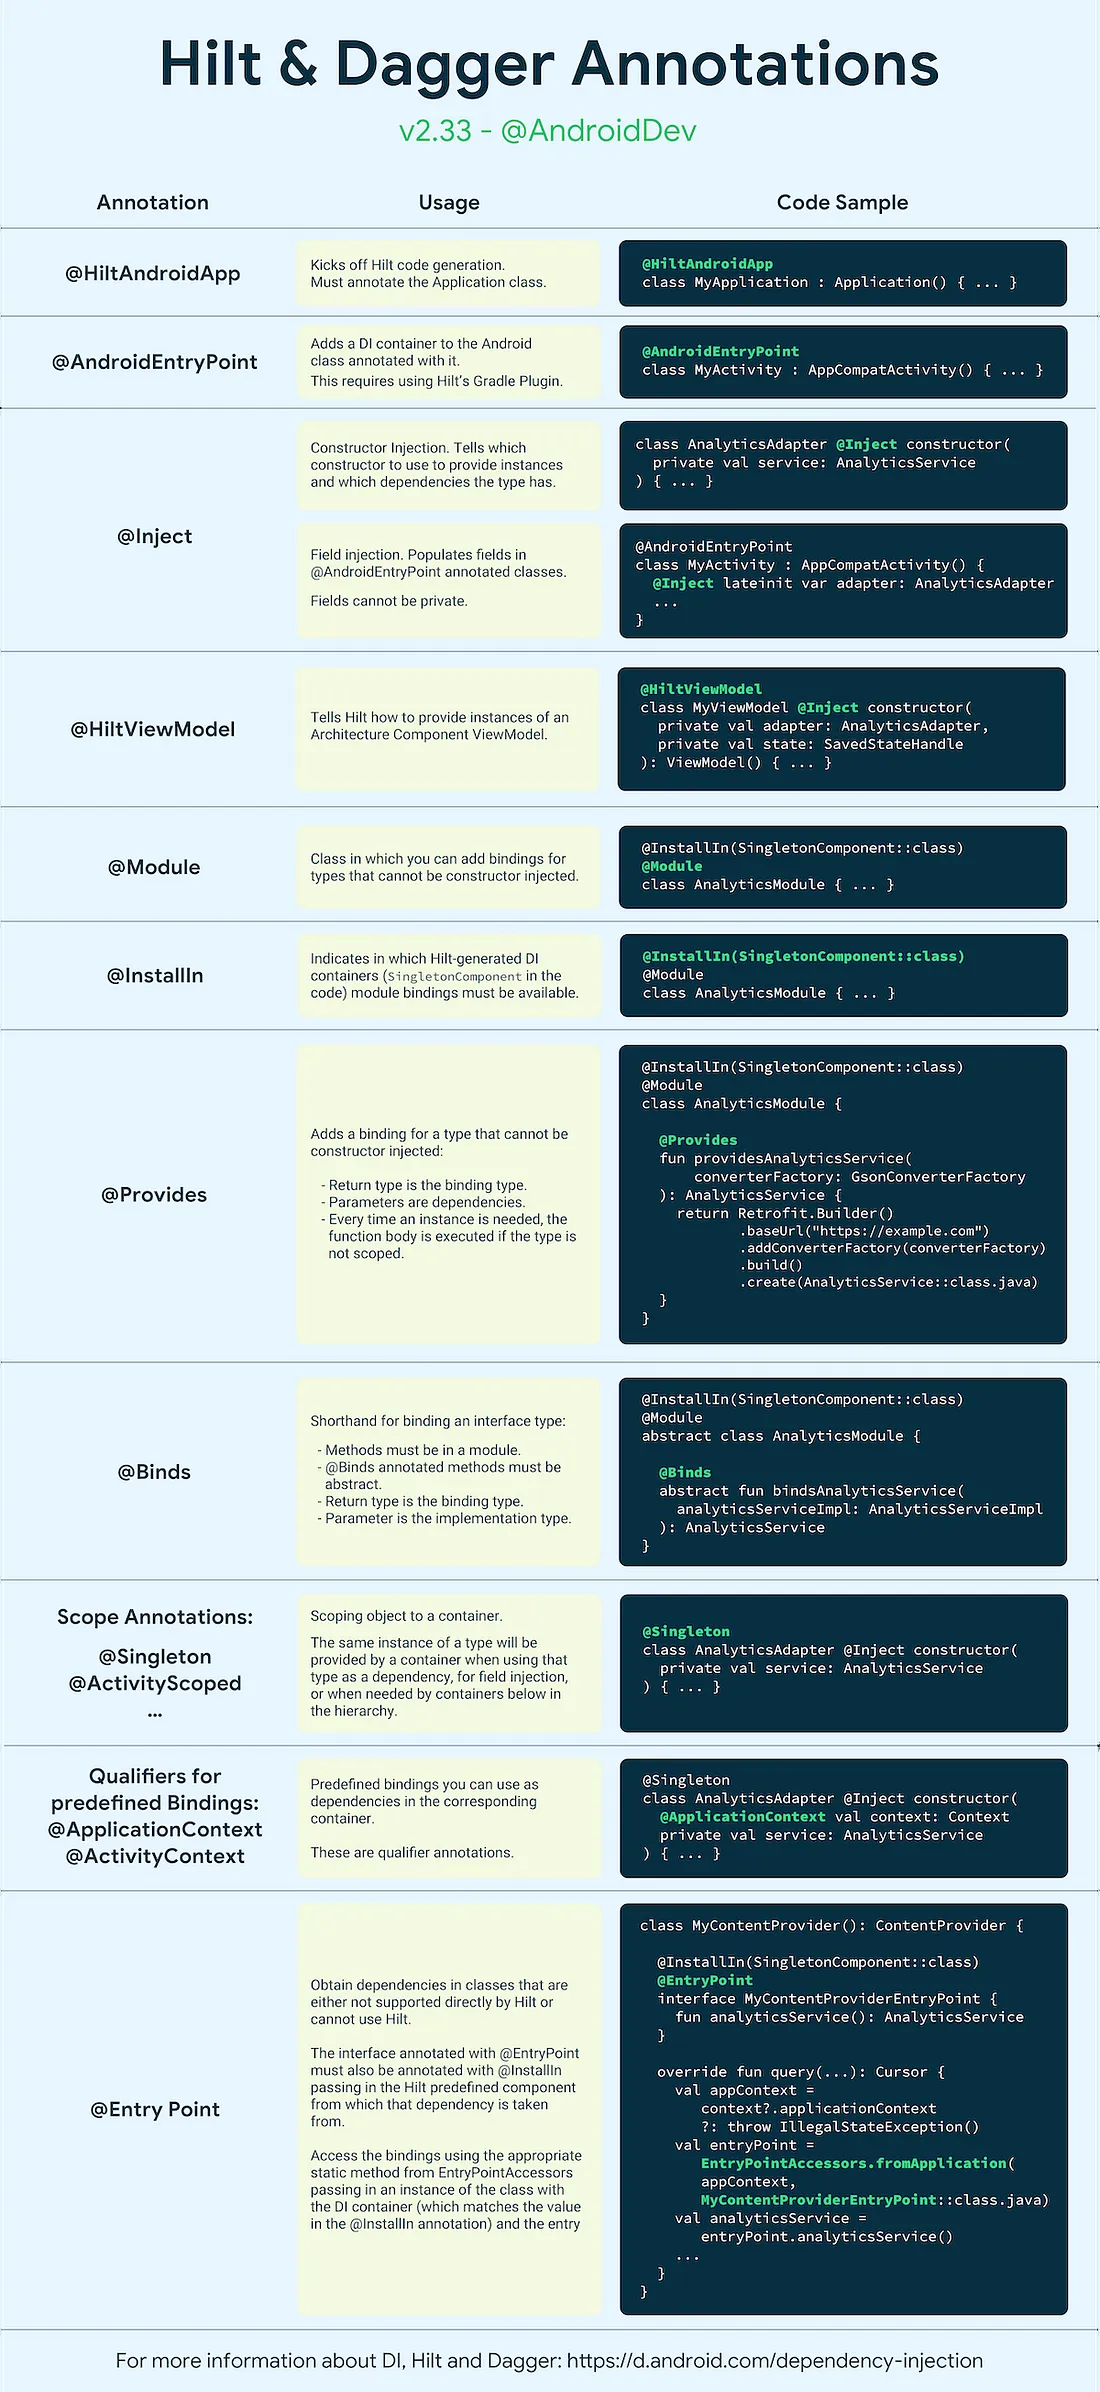 Hilt & Dagger Annotations
v2.33 - @AndroidDev
Annotation
Usage
Code Sample
@HiltAndroidApp
Kicks off Hilt code generation.
Must annotate the Application class.
@HiltAndroidApp
class MyApplication : Application() { ... }
@AndroidEntryPoint
Adds a DI container to the Android
class annotated with it.
This requires using Hilt's Gradle Plugin.
@AndroidEntryPoint
class MyActivity : AppCompatActivity() { ... }
@Inject
Constructor Injection. Tells which
constructor to use to provide instances
and which dependencies the type has.
class AnalyticsAdapter @Inject constructor(
  private val service: AnalyticsService
) { ... }
Field injection. Populates fields in
@AndroidEntryPoint annotated classes.
Fields cannot be private.
@AndroidEntryPoint
class MyActivity : AppCompatActivity() {
  @Inject lateinit var adapter: AnalyticsAdapter
  ...
}
@HiltViewModel
Tells Hilt how to provide instances of an
Architecture Component ViewModel.
@HiltViewModel
class MyViewModel @Inject constructor(
  private val adapter: AnalyticsAdapter,
  private val state: SavedStateHandle
): ViewModel() { ... }
@Module
Class in which you can add bindings for
types that cannot be constructor injected.
@InstallIn(SingletonComponent::class)
@Module
class AnalyticsModule { ... }
@InstallIn
Indicates in which Hilt-generated DI
containers (SingletonComponent in the
code) module bindings must be available.
@InstallIn(SingletonComponent::class)
@Module
class AnalyticsModule { ... }
@Provides
Adds a binding for a type that cannot be
constructor injected:
- Return type is the binding type.
- Parameters are dependencies.
- Every time an instance is needed, the
function body is executed if the type is
not scoped.
@InstallIn(SingletonComponent::class)
@Module
class AnalyticsModule {
  @Provides
  fun providesAnalyticsService(
      converterFactory: GsonConverterFactory
  ): AnalyticsService {
    return Retrofit.Builder()
           .baseUrl("https://example.com")
           .addConverterFactory(converterFactory)
           .build()
           .create(AnalyticsService::class.java)
  }
}
@Binds
Shorthand for binding an interface type:
- Methods must be in a module.
- @Binds annotated methods must be
abstract.
- Return type is the binding type.
- Parameter is the implementation type.
@InstallIn(SingletonComponent::class)
@Module
abstract class AnalyticsModule {
  @Binds
  abstract fun bindsAnalyticsService(
    analyticsServiceImpl: AnalyticsServiceImpl
  ): AnalyticsService
}
Scope Annotations:
@Singleton
@ActivityScoped
...
Scoping object to a container.
The same instance of a type will be
provided by a container when using that
type as a dependency, for field injection,
or when needed by containers below in
the hierarchy.
@Singleton
class AnalyticsAdapter @Inject constructor(
  private val service: AnalyticsService
) { ... }
Qualifiers for
predefined Bindings:
@ApplicationContext
@ActivityContext
Predefined bindings you can use as
dependencies in the corresponding
container.
These are qualifier annotations.
@Singleton
class AnalyticsAdapter @Inject constructor(
  @ApplicationContext val context: Context
  private val service: AnalyticsService
) { ... }
@Entry Point
Obtain dependencies in classes that are
either not supported directly by Hilt or
cannot use Hilt.
The interface annotated with @EntryPoint
must also be annotated with @InstallIn
passing in the Hilt predefined component
from which that dependency is taken
from.
Access the bindings using the appropriate
static method from EntryPointAccessors
passing in an instance of the class with
the DI container (which matches the value
in the @InstallIn annotation) and the entry
class MyContentProvider(): ContentProvider {
  @InstallIn(SingletonComponent::class)
  @EntryPoint
  interface MyContentProviderEntryPoint {
    fun analyticsService(): AnalyticsService
  }
  override fun query(...): Cursor {
    val appContext =
       context?.applicationContext
       ?: throw IllegalStateException()
    val entryPoint =
       EntryPointAccessors.fromApplication(
       appContext,
       MyContentProviderEntryPoint::class.java)
    val analyticsService =
       entryPoint.analyticsService()
    ...
  }
}
For more information about DI, Hilt and Dagger: https://d.android.com/dependency-injection